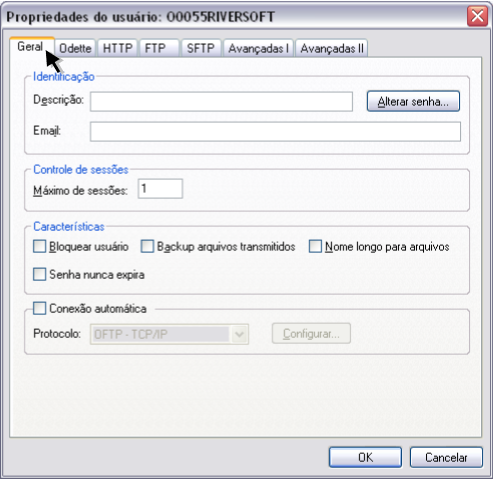 Propriedades do usuário: O0055RIVERSOFT
Geral Odette HTTP FTP SFTP Avançadas I Avançadas II
Identificação
Descrição: Alterar senha...
Email:
Controle de sessões
Máximo de sessões: 1
Características
Bloquear usuário Backup arquivos transmitidos Nome longo para arquivos
Senha nunca expira
Conexão automática
Protocolo: OFTP - TCP/IP Configurar...
OK Cancelar